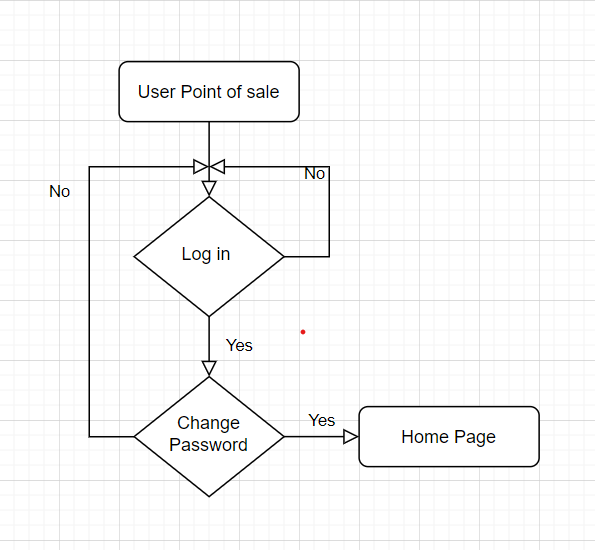 User Point of sale
No
No
Log in
Yes
Change
Password
Yes
Home Page